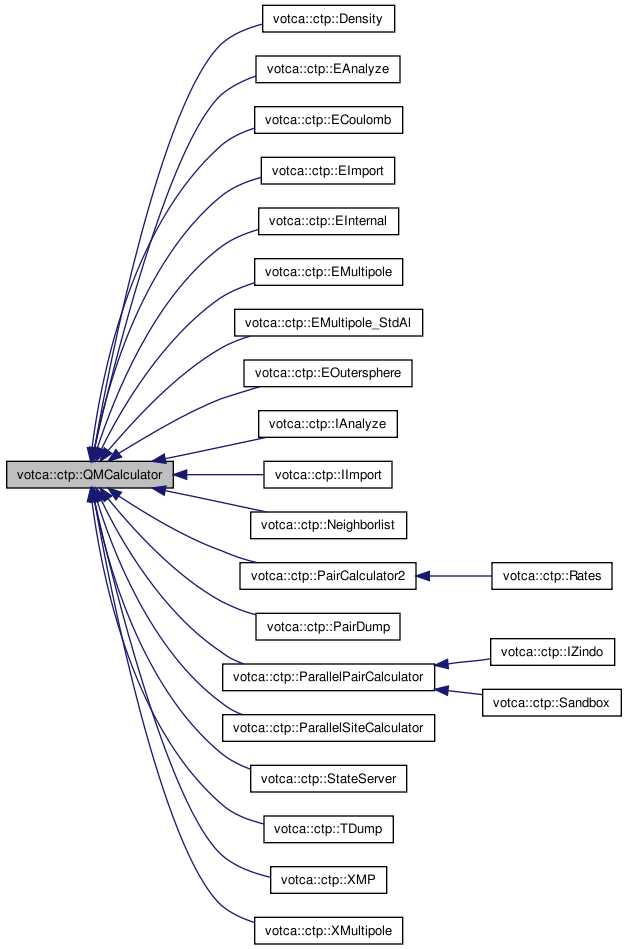 votca::ctp::Density
votca::ctp::EAnalyze
votca::ctp::ECoulomb
votca::ctp::EImport
votca::ctp::EInternal
votca::ctp::EMultipole
votca::ctp::EMultipole_StdAl
votca::ctp::EOutersphere
votca::ctp::IAnalyze
votca::ctp::QMCalculator
votca::ctp::IImport
votca::ctp::Neighborlist
votca::ctp::PairCalculator2
votca::ctp::Rates
votca::ctp::PairDump
votca::ctp::IZindo
votca::ctp::ParallelPairCalculator
votca::ctp::Sandbox
votca::ctp::ParallelSiteCalculator
votca::ctp::StateServer
votca::ctp::TDump
votca::ctp::XMP
votca::ctp::XMultipole